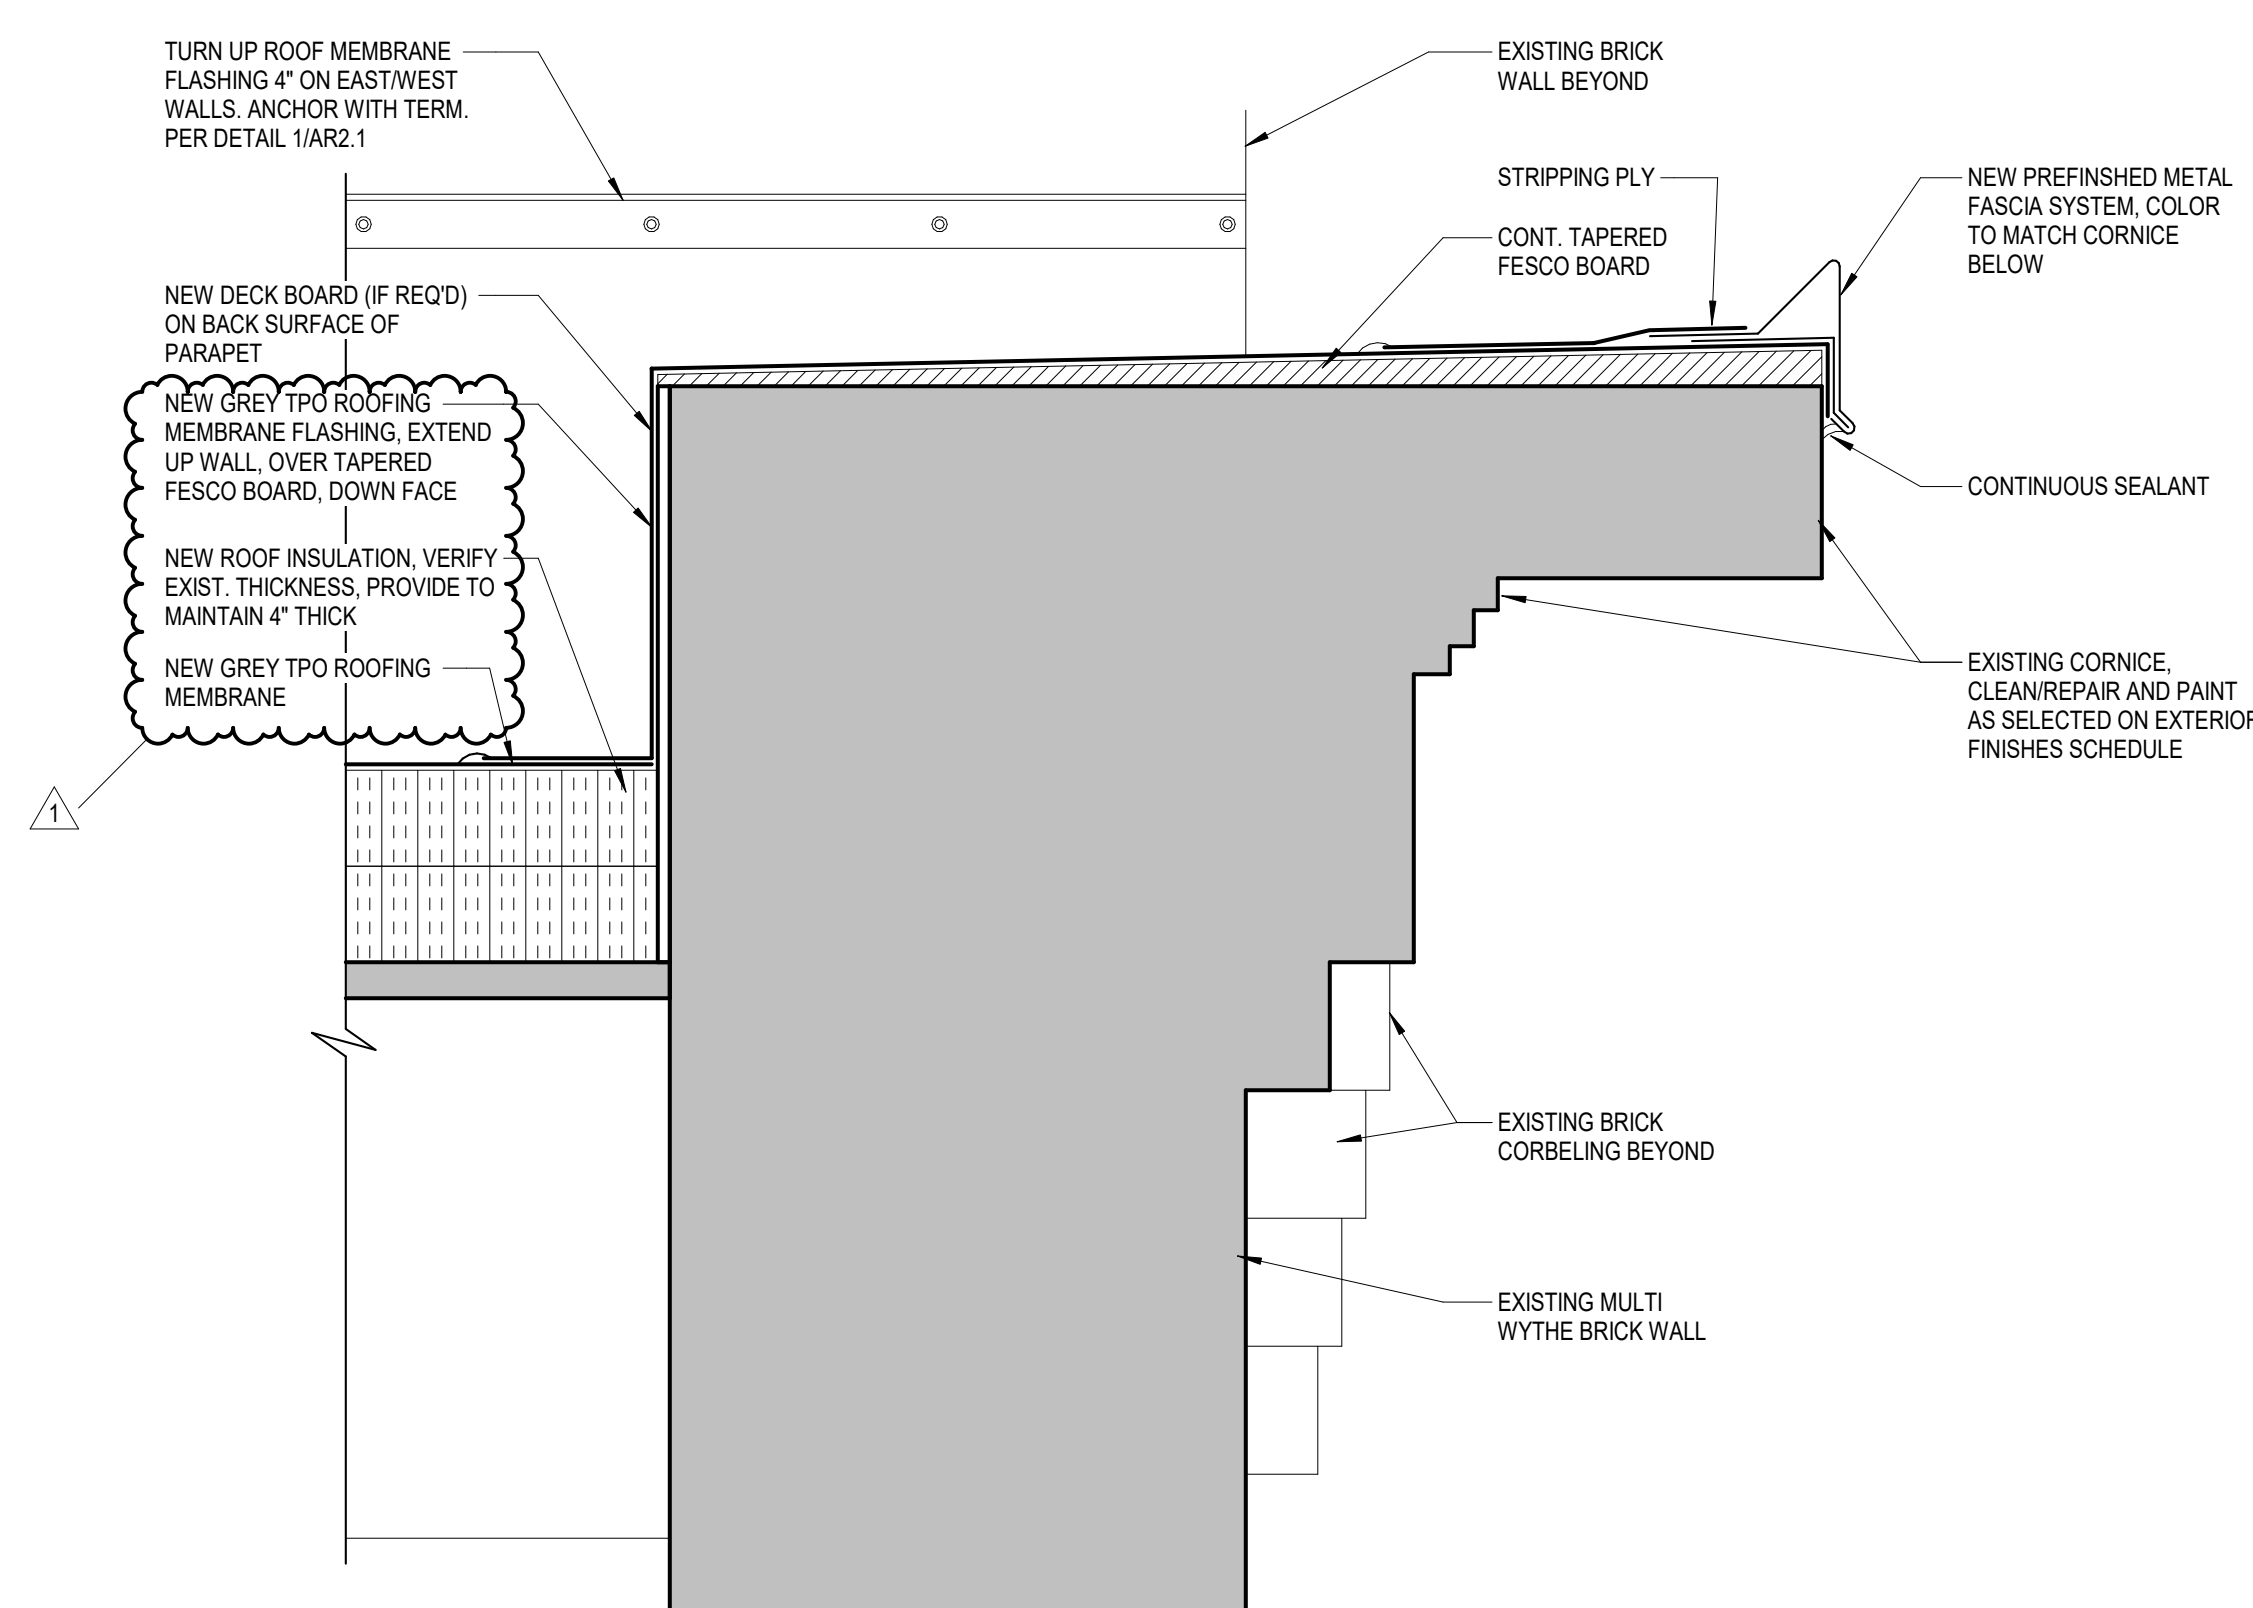 TURN UP ROOF MEMBRANE
FLASHING 4" ON EAST/WEST
WALLS. ANCHOR WITH TERM.
PER DETAIL 1/AR2.1
EXISTING BRICK
WALL BEYOND
STRIPPING PLY
CONT. TAPERED
FESCO BOARD
NEW PREFINSHED METAL
FASCIA SYSTEM, COLOR
TO MATCH CORNICE
BELOW
NEW DECK BOARD (IF REQ'D)
ON BACK SURFACE OF
PARAPET
NEW GREY TPO ROOFING
MEMBRANE FLASHING, EXTEND
UP WALL, OVER TAPERED
FESCO BOARD, DOWN FACE
NEW ROOF INSULATION, VERIFY
EXIST. THICKNESS, PROVIDE TO
MAINTAIN 4" THICK
NEW GREY TPO ROOFING
MEMBRANE
1
CONTINUOUS SEALANT
EXISTING CORNICE,
CLEAN/REPAIR AND PAINT
AS SELECTED ON EXTERIOR
FINISHES SCHEDULE
EXISTING BRICK
CORBELING BEYOND
EXISTING MULTI
WYTHE BRICK WALL